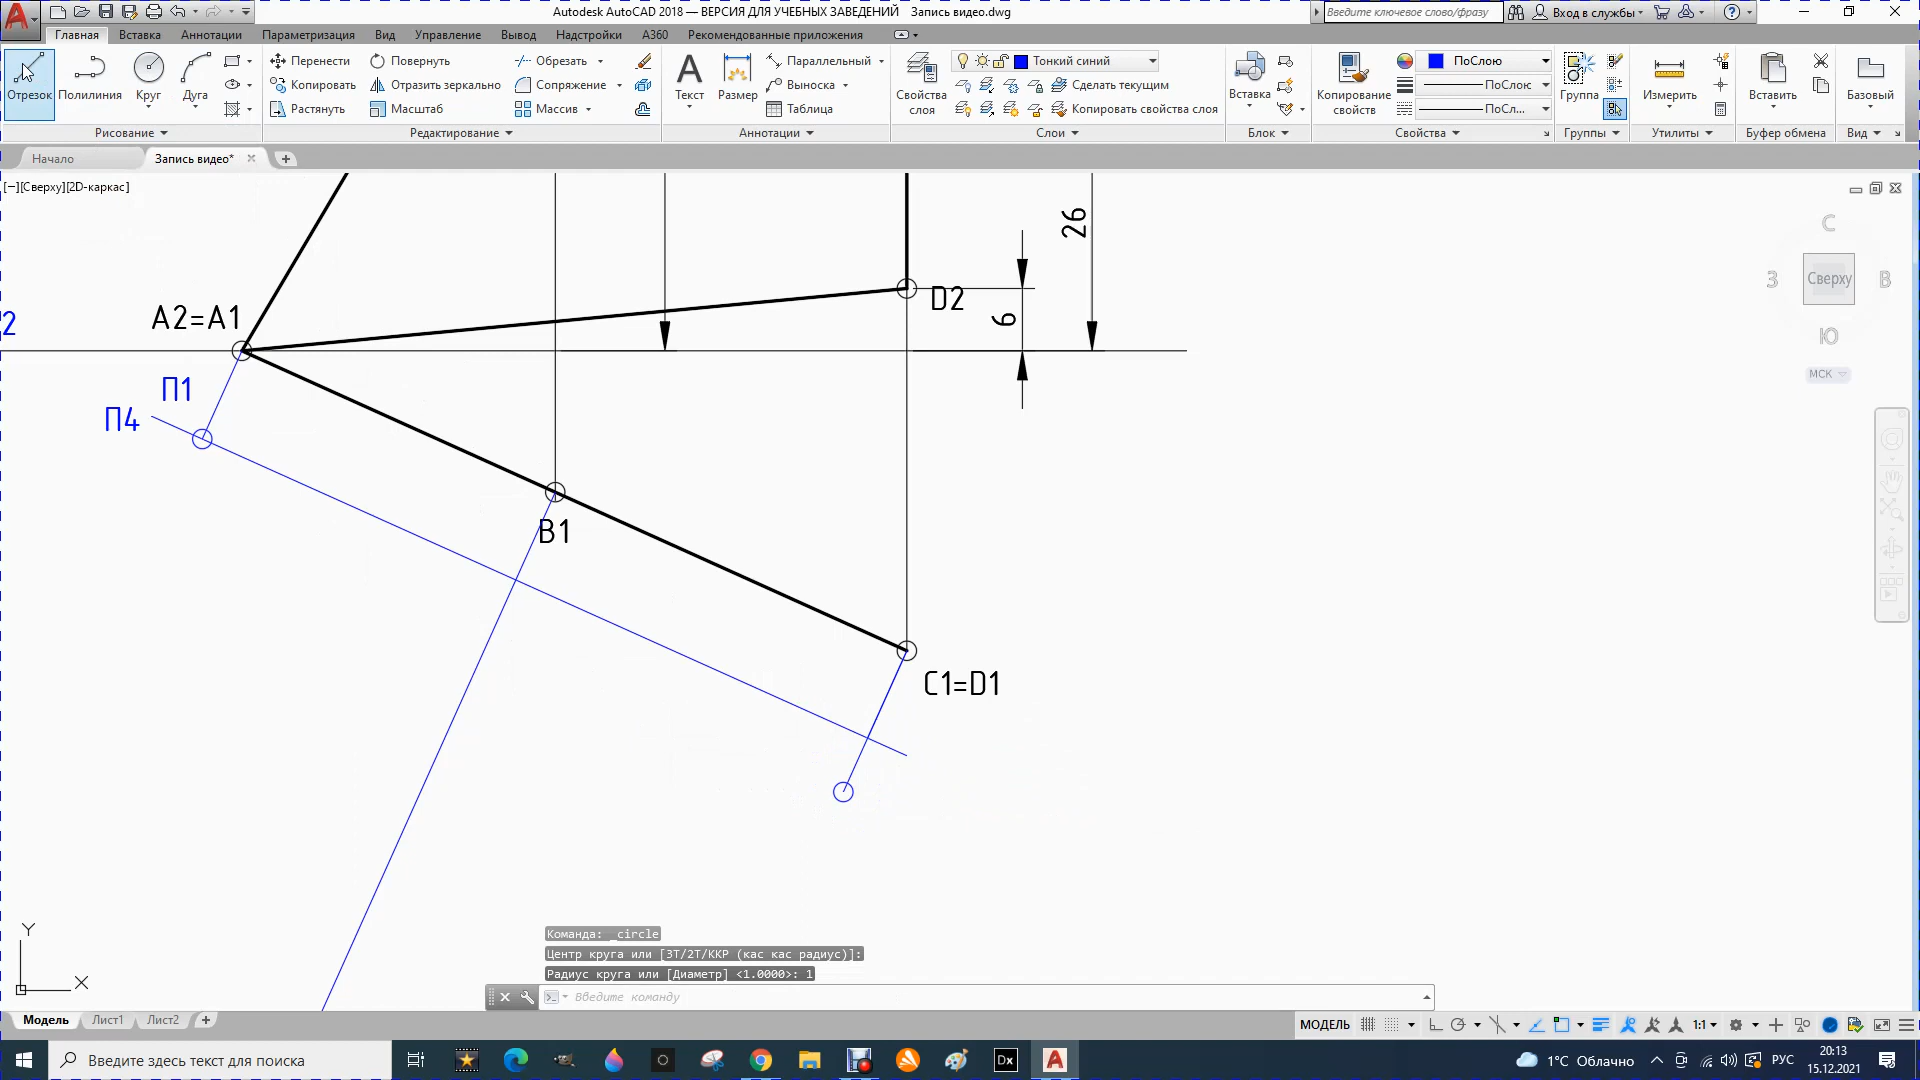 Autodesk AutoCAD 2018 — ВЕРСИЯ ДЛЯ УЧЕБНЫХ ЗАВЕДЕНИЙ Запись видео.dwg
Введите ключевое слово/фразу
Вход в службы
Главная Вставка Аннотации Параметризация Вид Управление Вывод Надстройки A360 Рекомендованные приложения
Отрезок Полилиния Круг Дуга
Перенести Повернуть Обрезать
Копировать Отразить зеркально Сопряжение
Растянуть Масштаб Массив
Текст Размер
Параллельный
Выноска
Таблица
Свойства слоя
Тонкий синий
Сделать текущим
Копировать свойства слоя
Вставка
Копирование свойств
ПоСлою
ПоСлою
ПоСл...
Группа
Измерить
Вставить
Базовый
Рисование Редактирование Аннотации Слои Блок Свойства Группы Утилиты Буфер обмена Вид
Начало Запись видео*
[−][Сверху][2D-каркас]
С
З Сверху В
Ю
МСК
26
6
D2
A2=A1
2
П1
П4
B1
C1=D1
Y
X
Команда: _circle
Центр круга или [3T/2T/ККР (кас кас радиус)]:
Радиус круга или [Диаметр] <1.0000>: 1
Введите команду
Модель Лист1 Лист2
МОДЕЛЬ 1:1
Введите здесь текст для поиска
Dx
1°C Облачно
РУС
20:13
15.12.2021